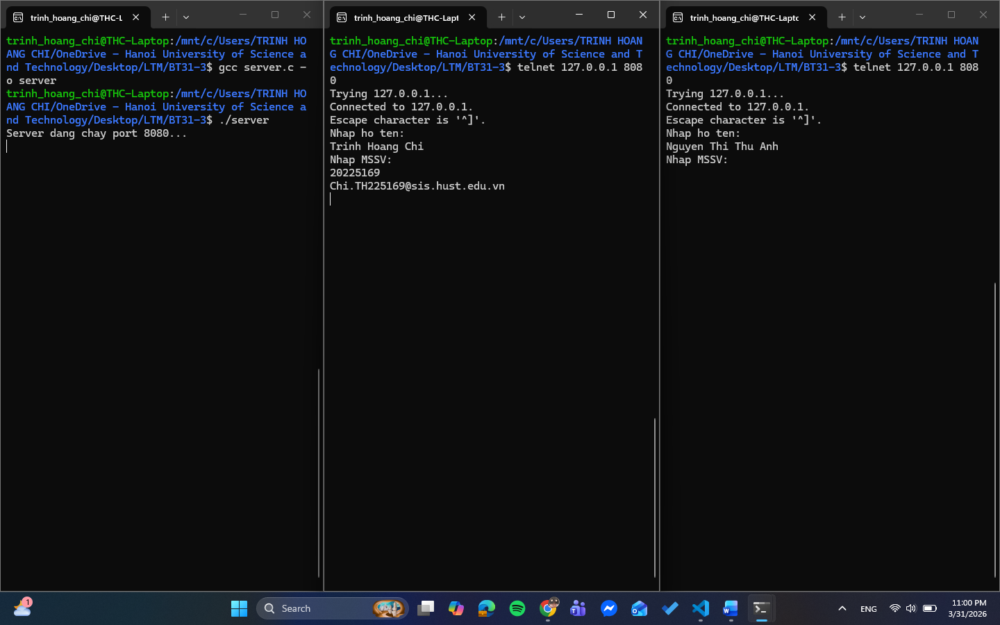 trinh_hoang_chi@THC-L
trinh_hoang_chi@THC-Laptop:/mnt/c/Users/TRINH HO
ANG CHI/OneDrive - Hanoi University of Science a
nd Technology/Desktop/LTM/BT31-3$ gcc server.c -
o server
trinh_hoang_chi@THC-Laptop:/mnt/c/Users/TRINH HO
ANG CHI/OneDrive - Hanoi University of Science a
nd Technology/Desktop/LTM/BT31-3$ ./server
Server dang chay port 8080...
trinh_hoang_chi@THC-Lapt
trinh_hoang_chi@THC-Laptop:/mnt/c/Users/TRINH HOAN
G CHI/OneDrive - Hanoi University of Science and T
echnology/Desktop/LTM/BT31-3$ telnet 127.0.0.1 808
0
Trying 127.0.0.1...
Connected to 127.0.0.1.
Escape character is '^]'.
Nhap ho ten:
Trinh Hoang Chi
Nhap MSSV:
20225169
Chi.TH225169@sis.hust.edu.vn
trinh_hoang_chi@THC-Laptc
trinh_hoang_chi@THC-Laptop:/mnt/c/Users/TRINH HOAN
G CHI/OneDrive - Hanoi University of Science and T
echnology/Desktop/LTM/BT31-3$ telnet 127.0.0.1 808
0
Trying 127.0.0.1...
Connected to 127.0.0.1.
Escape character is '^]'.
Nhap ho ten:
Nguyen Thi Thu Anh
Nhap MSSV:
1
Search
ENG
11:00 PM
3/31/2026